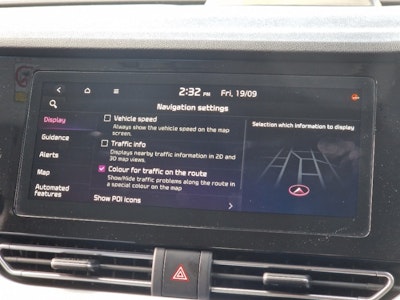 2:32 PM Fri, 19/09
Navigation settings
Display
Guidance
Alerts
Map
Automated
features
Vehicle speed
Always show the vehicle speed on the map
screen.
Traffic info
Displays nearby traffic information in 2D and
3D map views.
Colour for traffic on the route
Show/Hide traffic problems along the route in
a special colour on the map
Show POI icons
Selection which information to display